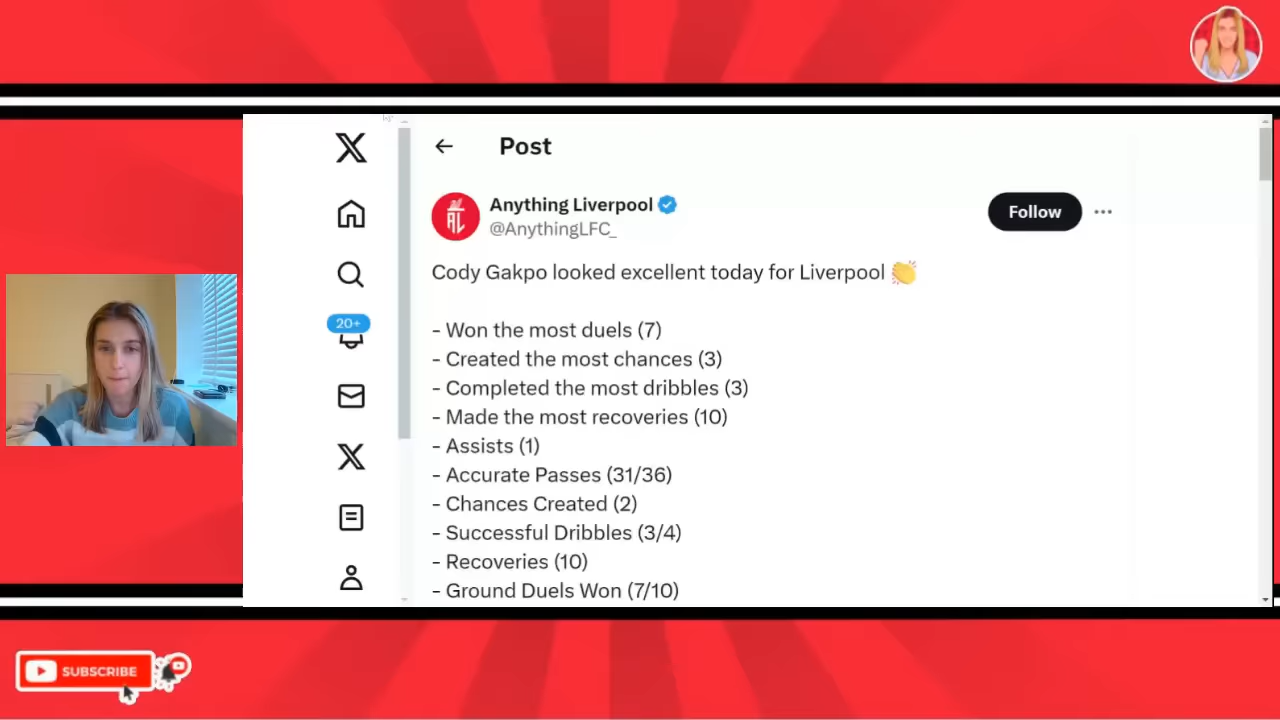 Post
Anything Liverpool
@AnythingLFC_
Follow
Cody Gakpo looked excellent today for Liverpool 👏
- Won the most duels (7)
- Created the most chances (3)
- Completed the most dribbles (3)
- Made the most recoveries (10)
- Assists (1)
- Accurate Passes (31/36)
- Chances Created (2)
- Successful Dribbles (3/4)
- Recoveries (10)
- Ground Duels Won (7/10)
20+
SUBSCRIBE